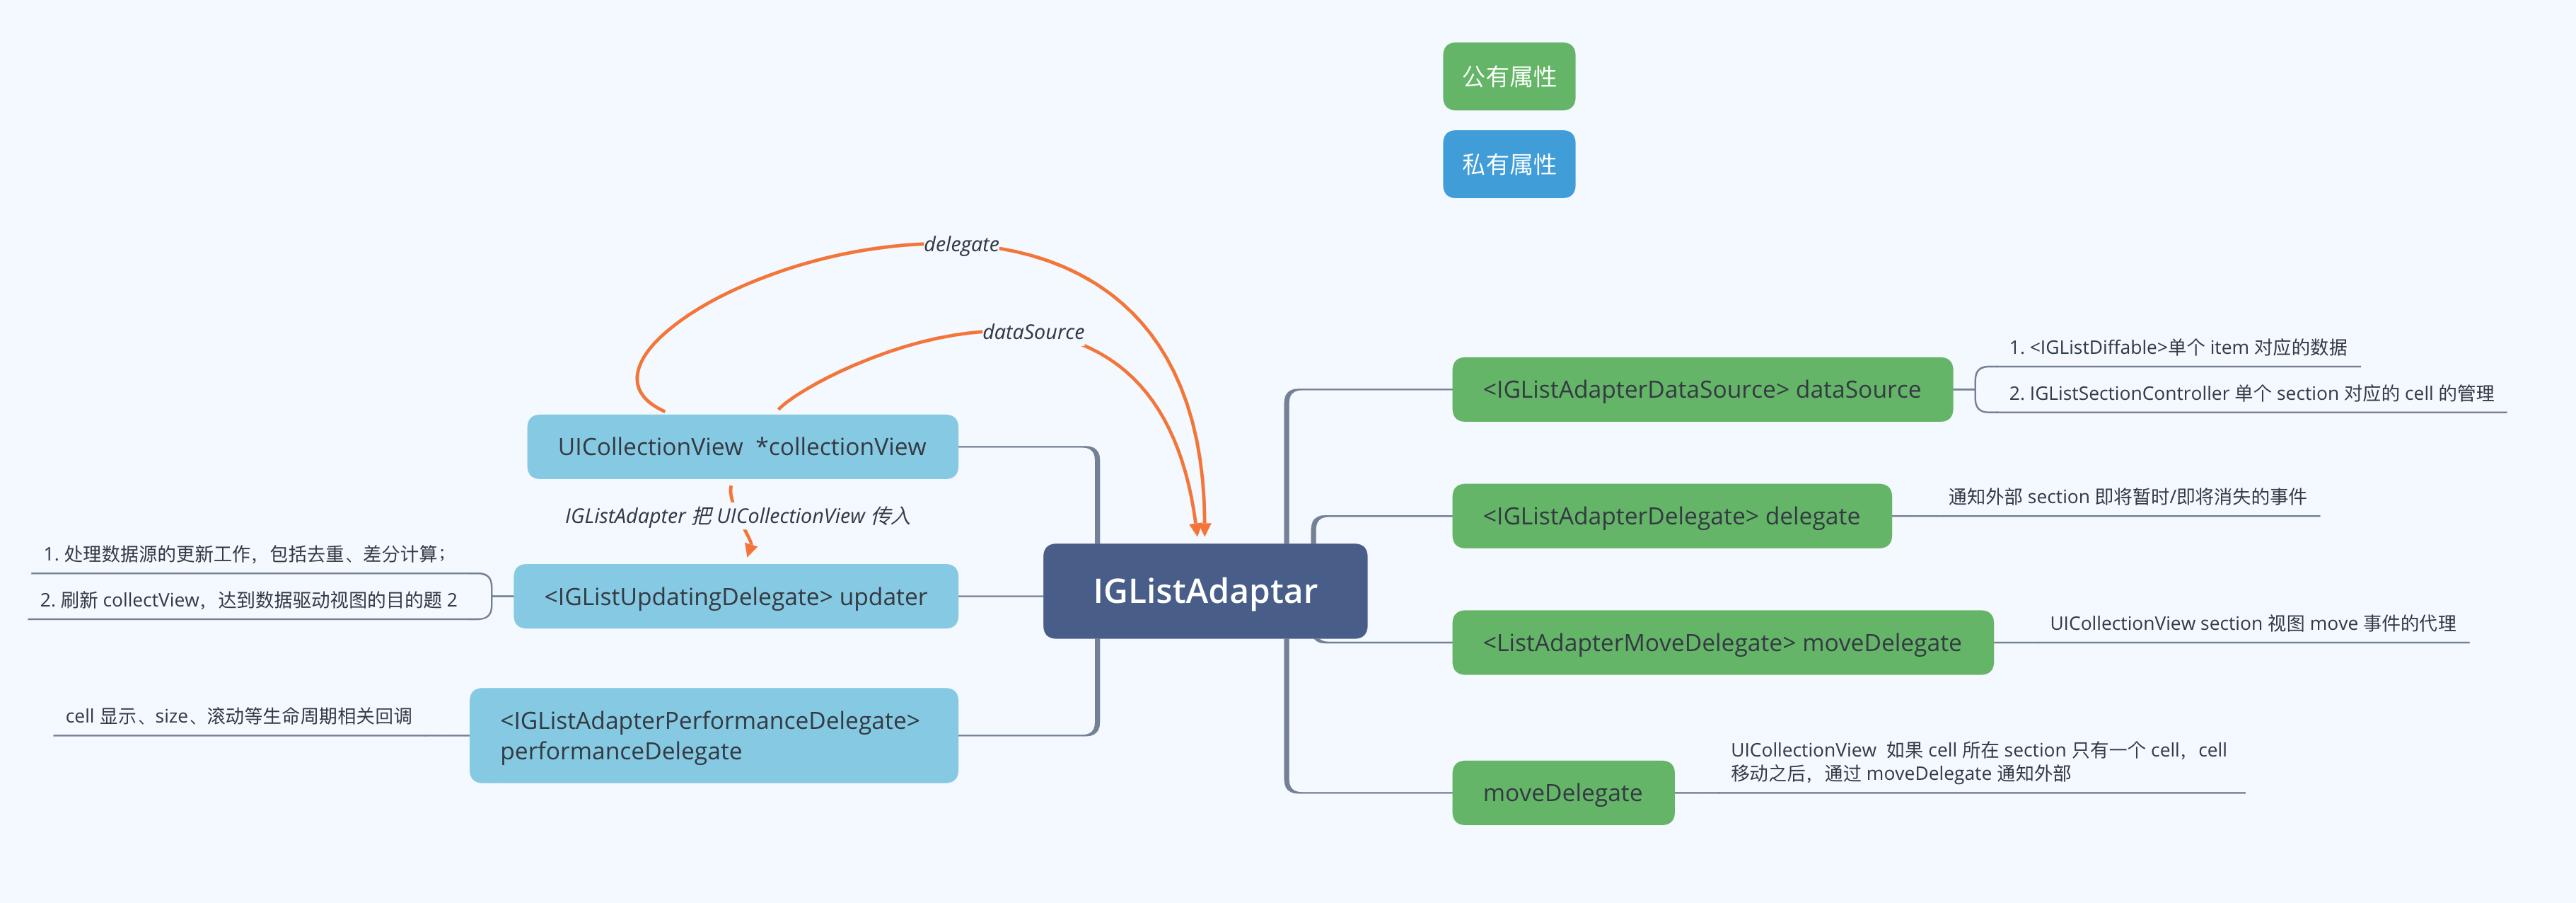 公有属性
私有属性
delegate
dataSource
UICollectionView  *collectionView
IGListAdapter 把 UICollectionView 传入
1. 处理数据源的更新工作，包括去重、差分计算；
2. 刷新 collectView，达到数据驱动视图的目的题 2
<IGListUpdatingDelegate> updater
cell 显示、size、滚动等生命周期相关回调
<IGListAdapterPerformanceDelegate>
performanceDelegate
IGListAdaptar
<IGListAdapterDataSource> dataSource
1. <IGListDiffable>单个 item 对应的数据
2. IGListSectionController 单个 section 对应的 cell 的管理
<IGListAdapterDelegate> delegate
通知外部 section 即将暂时/即将消失的事件
<ListAdapterMoveDelegate> moveDelegate
UICollectionView section 视图 move 事件的代理
moveDelegate
UICollectionView  如果 cell 所在 section 只有一个 cell，cell
移动之后，通过 moveDelegate 通知外部